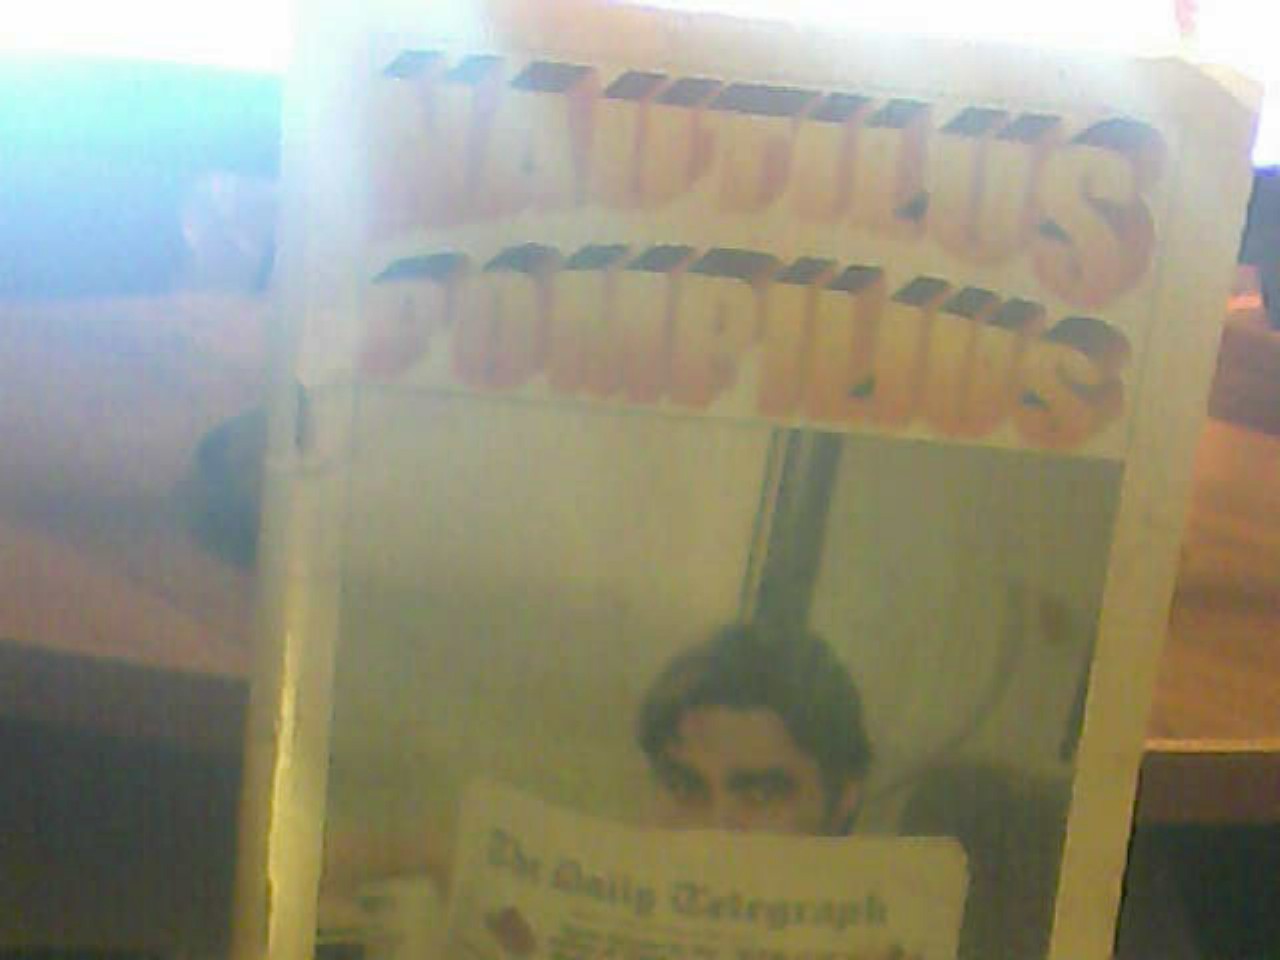 NAUTILUS
POMPILIUS
The Daily Telegraph